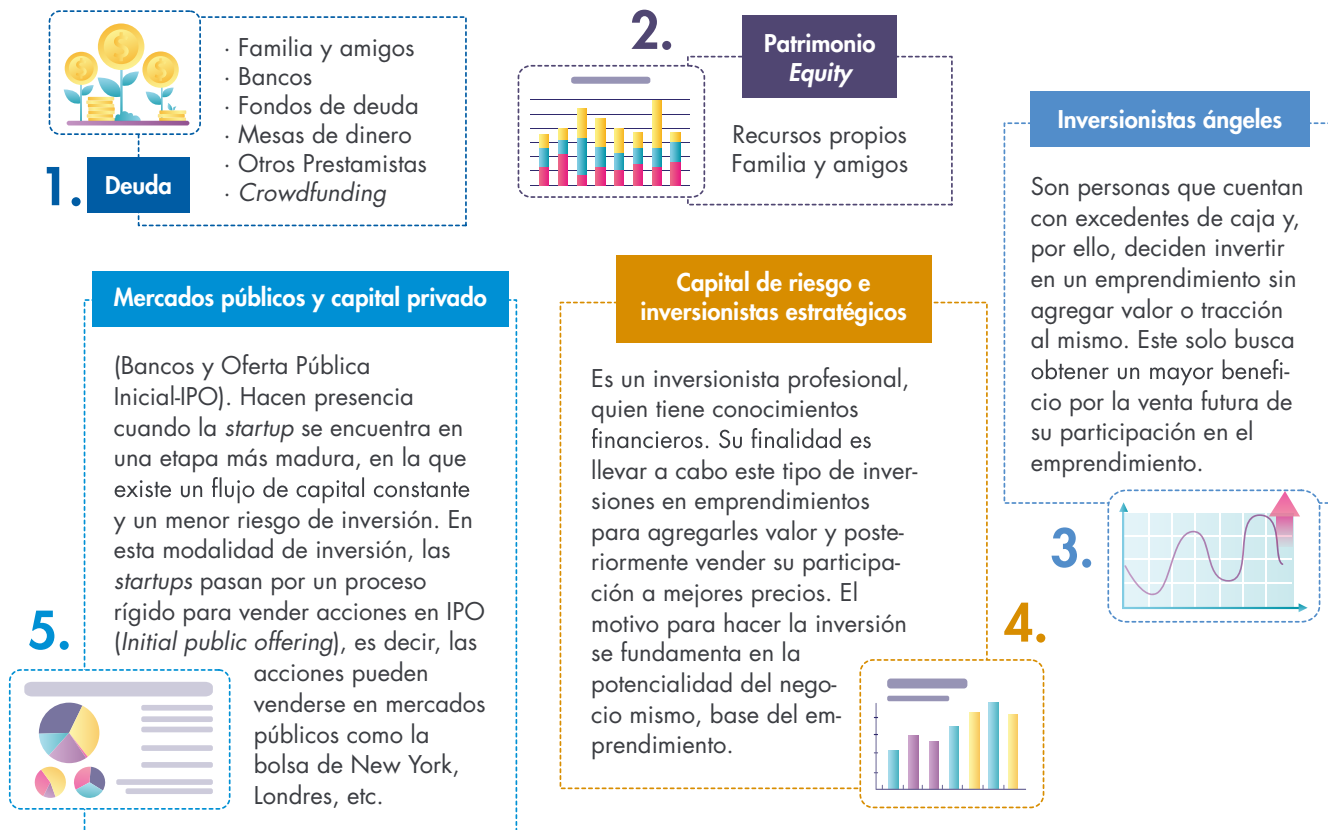 1.
Deuda
· Familia y amigos
· Bancos
· Fondos de deuda
· Mesas de dinero
· Otros Prestamistas
· Crowdfunding
2.
Patrimonio
Equity
Recursos propios
Familia y amigos
Inversionistas ángeles
Son personas que cuentan
con excedentes de caja y,
por ello, deciden invertir
en un emprendimiento sin
agregar valor o tracción
al mismo. Este solo busca
obtener un mayor benefi-
cio por la venta futura de
su participación en el
emprendimiento.
3.
Capital de riesgo e
inversionistas estratégicos
Es un inversionista profesional,
quien tiene conocimientos
financieros. Su finalidad es
llevar a cabo este tipo de inver-
siones en emprendimientos
para agregarles valor y poste-
riormente vender su participa-
ción a mejores precios. El
motivo para hacer la inversión
se fundamenta en la
potencialidad del nego-
cio mismo, base del em-
prendimiento.
4.
Mercados públicos y capital privado
(Bancos y Oferta Pública
Inicial-IPO). Hacen presencia
cuando la startup se encuentra en
una etapa más madura, en la que
existe un flujo de capital constante
y un menor riesgo de inversión. En
esta modalidad de inversión, las
startups pasan por un proceso
rígido para vender acciones en IPO
(Initial public offering), es decir, las
acciones pueden
venderse en mercados
públicos como la
bolsa de New York,
Londres, etc.
5.